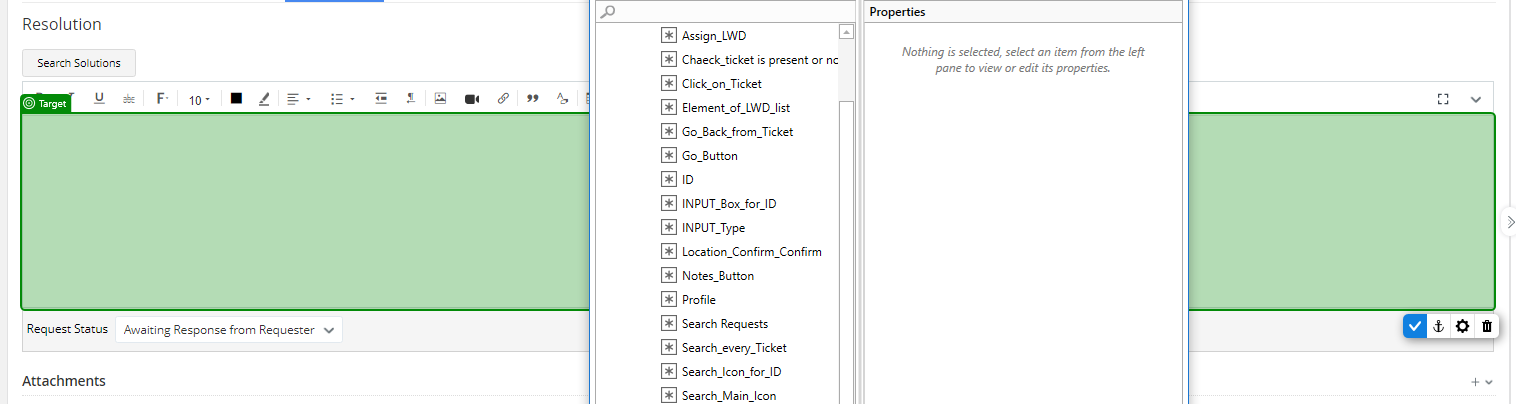 Resolution
Search Solutions
U
abc
F
10
Target
Request Status
Awaiting Response from Requester
Attachments
Assign_LWD
Chaeck_ticket is present or no
Click_on_Ticket
Element_of_LWD_list
Go_Back_from_Ticket
Go_Button
ID
INPUT_Box_for_ID
INPUT_Type
Location_Confirm_Confirm
Notes_Button
Profile
Search Requests
Search_every_Ticket
Search_Icon_for_ID
Search_Main_Icon
Properties
Nothing is selected, select an item from the left
pane to view or edit its properties.